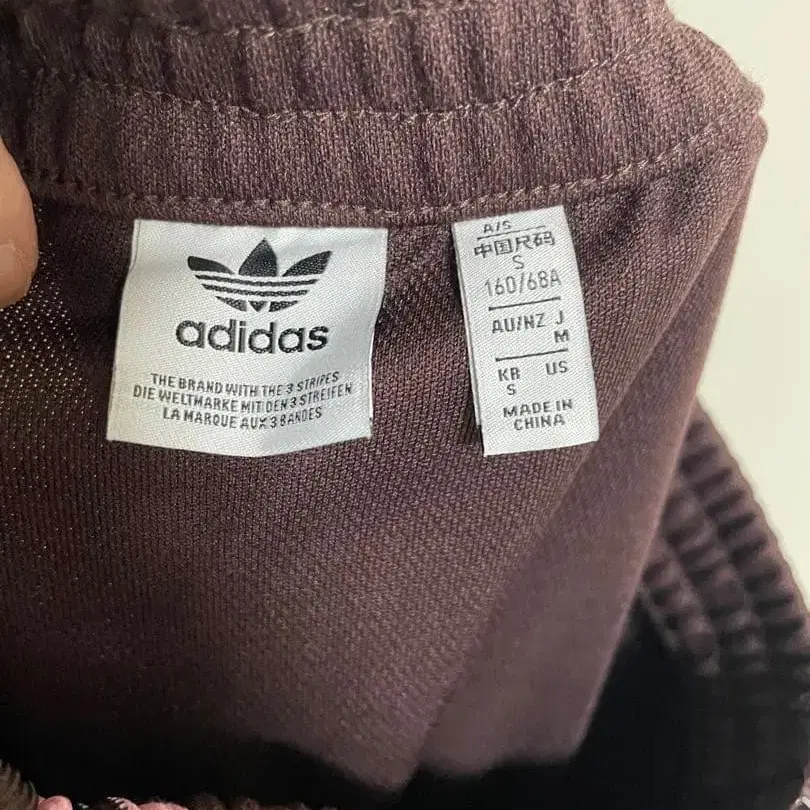 adidas
THE BRAND WITH THE 3 STRIPES
DIE WELTMARKE MIT DEN 3 STREIFEN
LA MARQUE AUX 3 BANDES
A/S
中国尺码
S
160/68A
AU/NZ J
M
KR US
S
MADE IN
CHINA